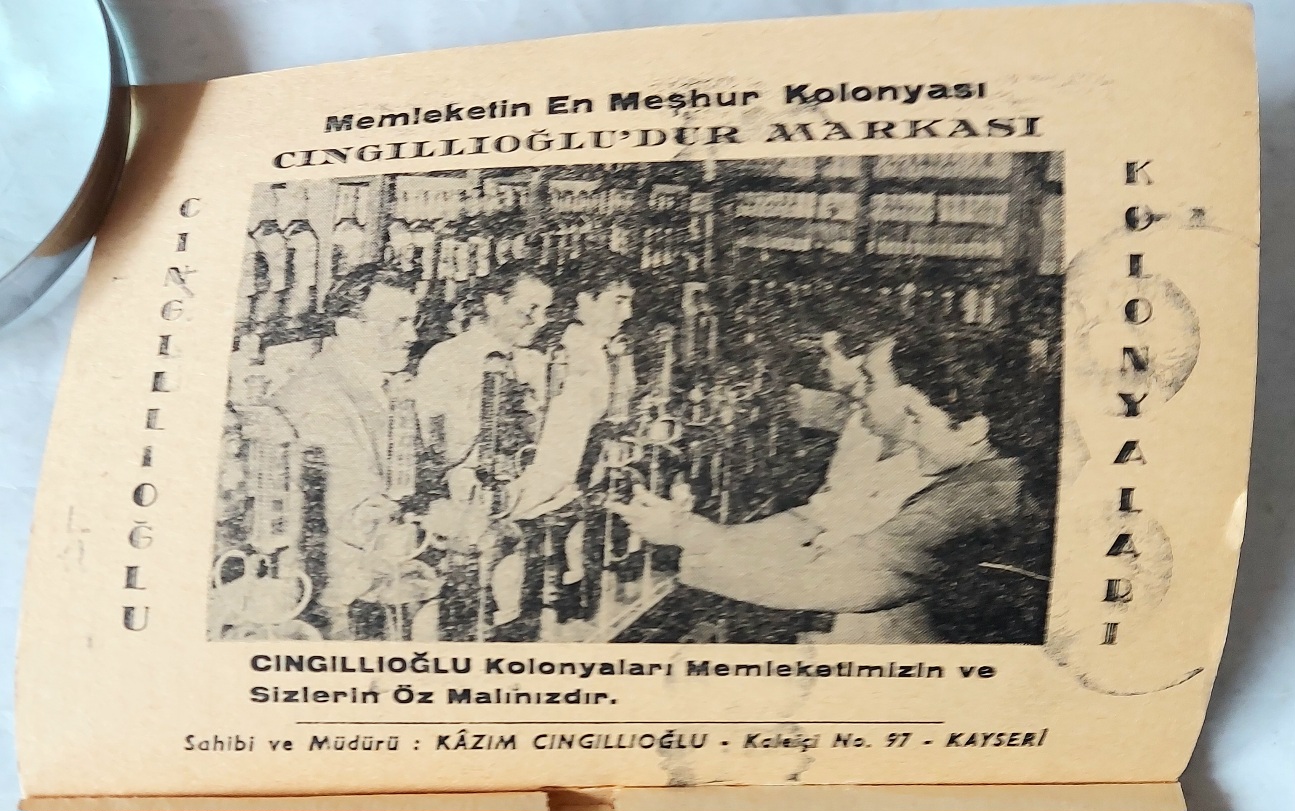 Memleketin En Meşhur Kolonyası
CINGILLIOĞLU'DUR MARKASI
CINGILLIOĞLU
KOLONYALARI
CINGILLIOĞLU Kolonyaları Memleketimizin ve
Sizlerin Öz Malınızdır.
Sahibi ve Müdürü : KÂZIM CINGILLIOĞLU - Kaleiçi No. 97 - KAYSERİ